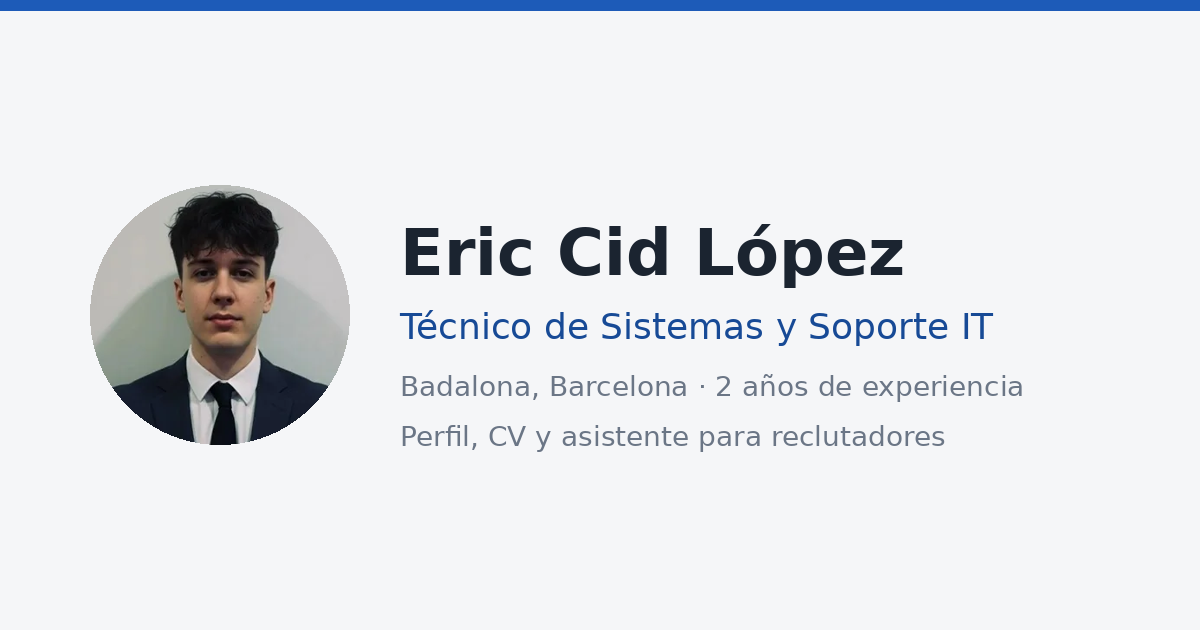 Eric Cid López
Técnico de Sistemas y Soporte IT
Badalona, Barcelona · 2 años de experiencia
Perfil, CV y asistente para reclutadores